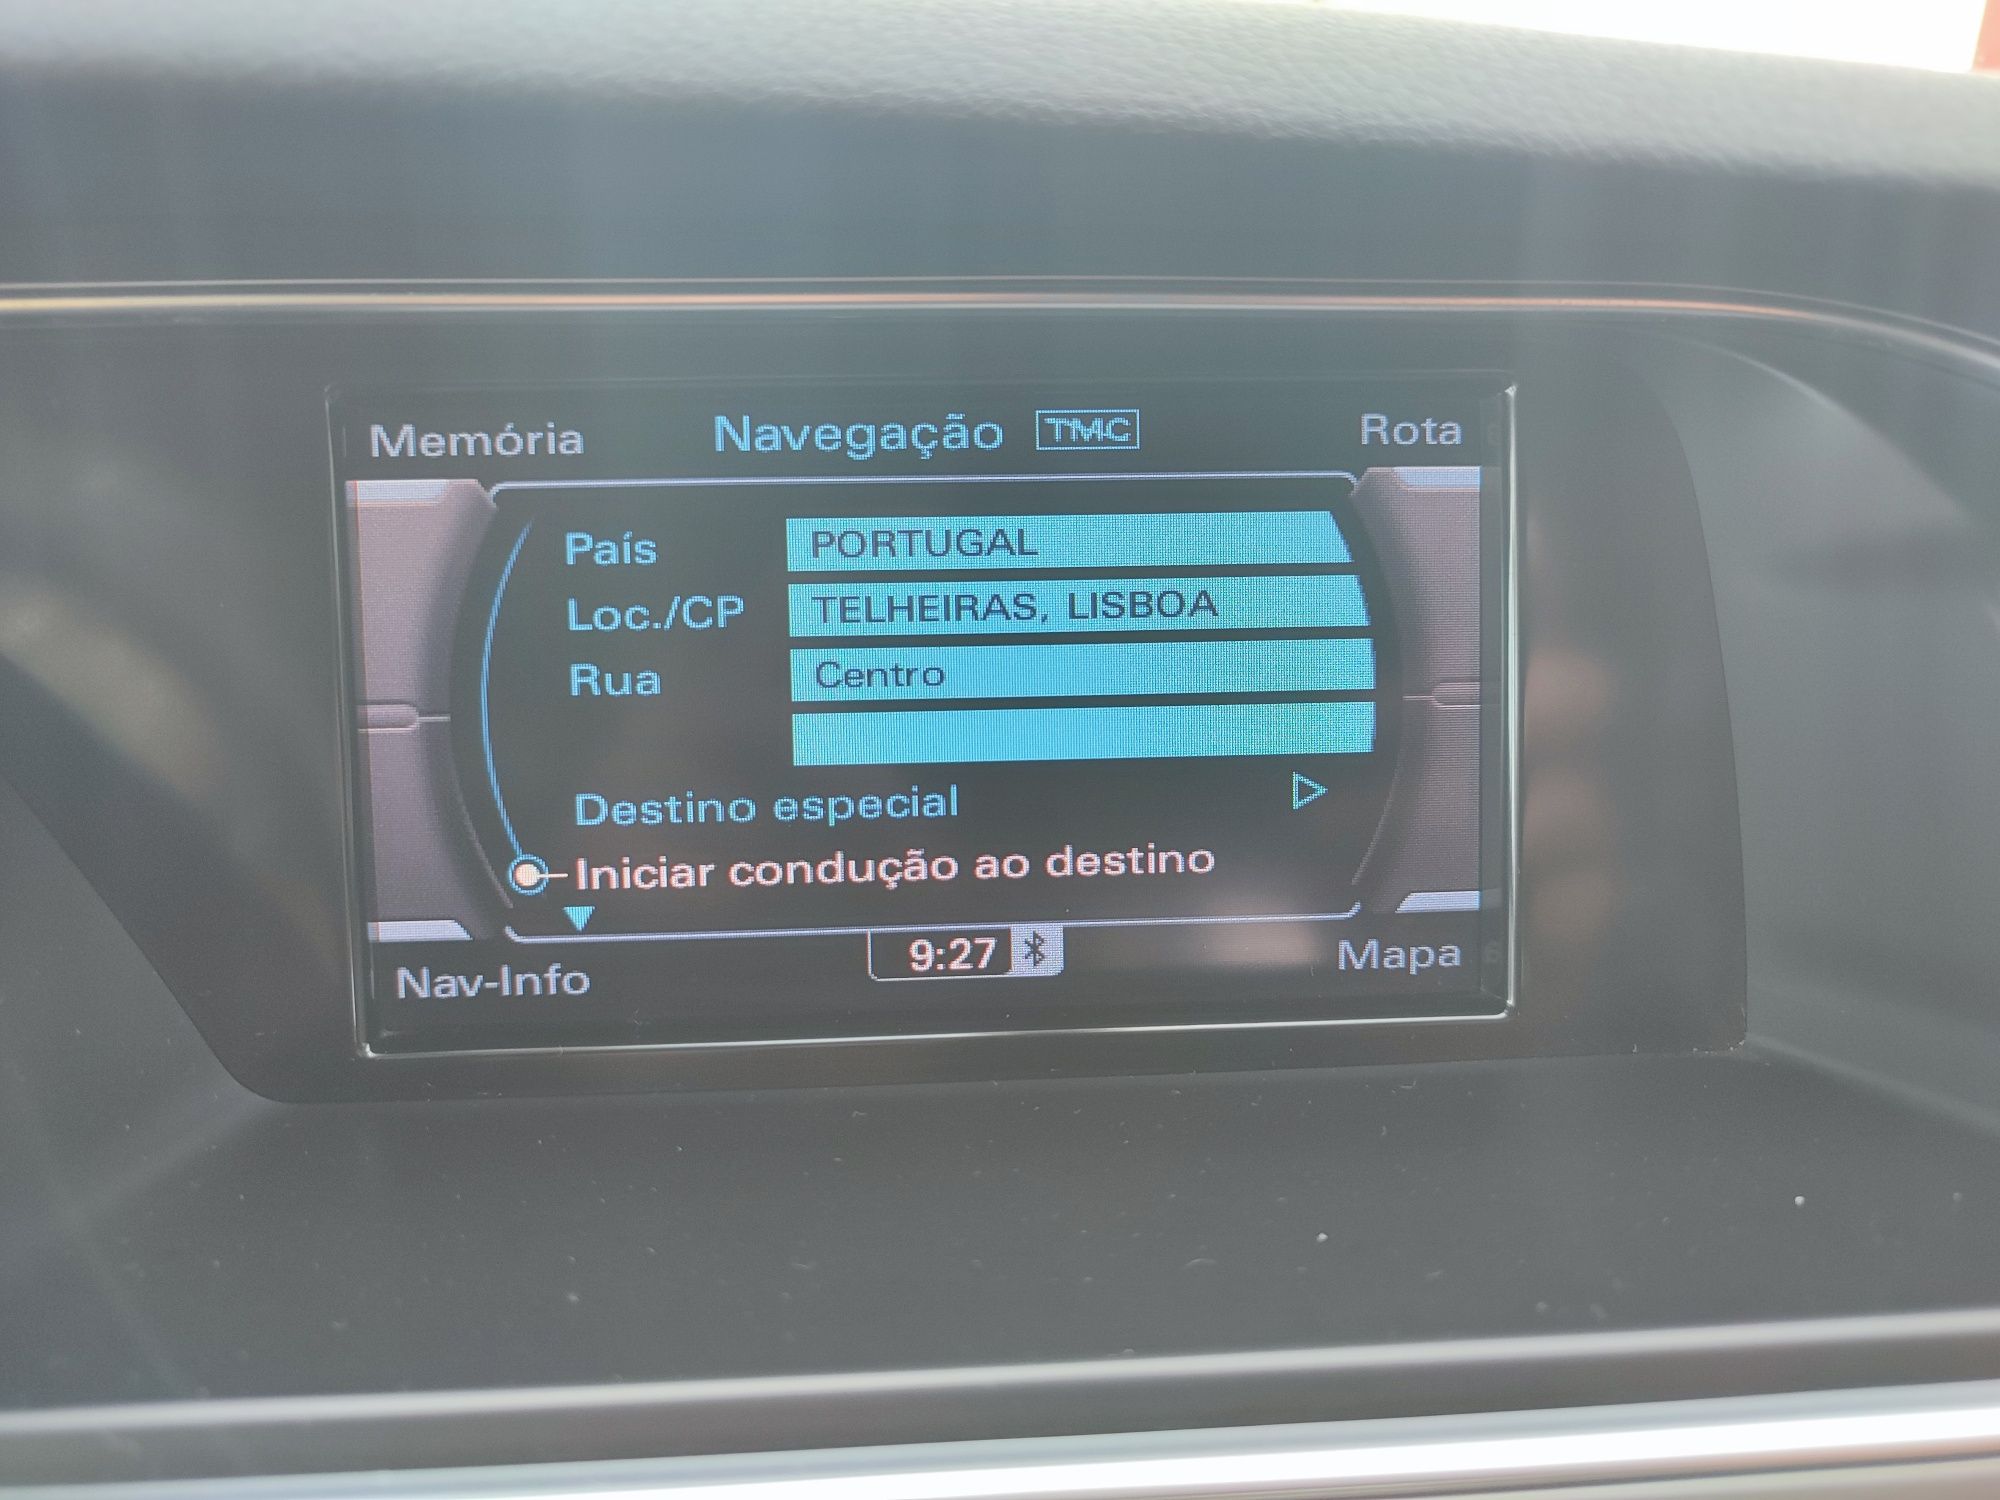 Memória Navegação TMC Rota
País PORTUGAL
Loc./CP TELHEIRAS, LISBOA
Rua Centro
Destino especial
Iniciar condução ao destino
9:27
Nav-Info Mapa